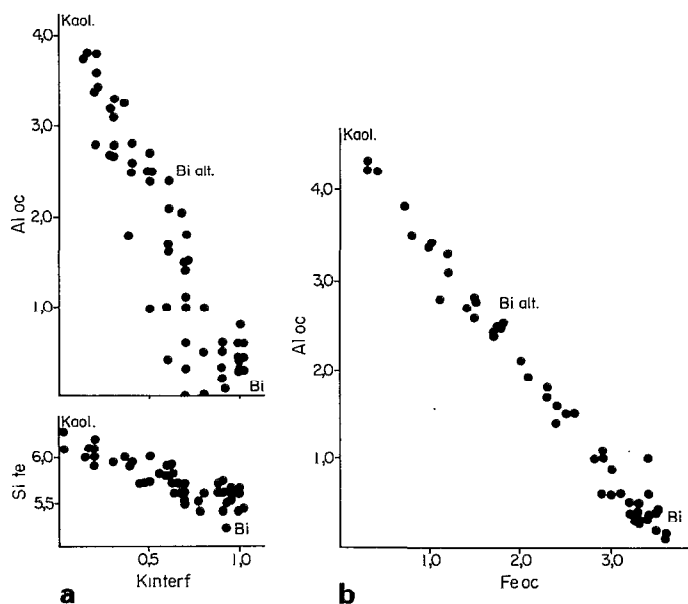 Kaol.
4,0
3,0
Al oc
Bi alt.
2,0
1,0
Bi
Kaol.
6,0
Si te
5,5
Bi
0,5
1,0
a
Kinterf
Kaol.
4,0
3,0
Al oc
Bi alt.
2,0
1,0
Bi
1,0
2,0
3,0
b
Fe oc